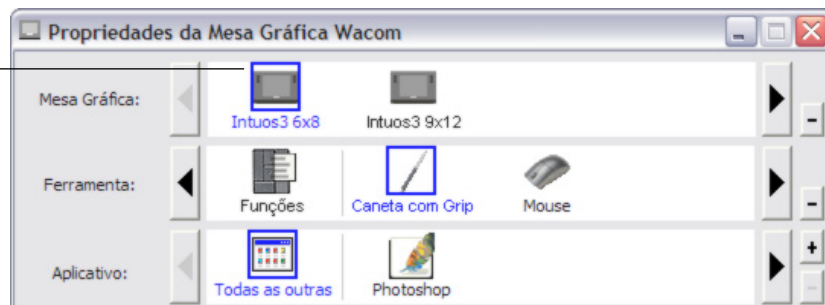 Propriedades da Mesa Gráfica Wacom
Mesa Gráfica:
Intuos3 6x8 Intuos3 9x12
Ferramenta:
Funções Caneta com Grip Mouse
Aplicativo:
Todas as outras Photoshop